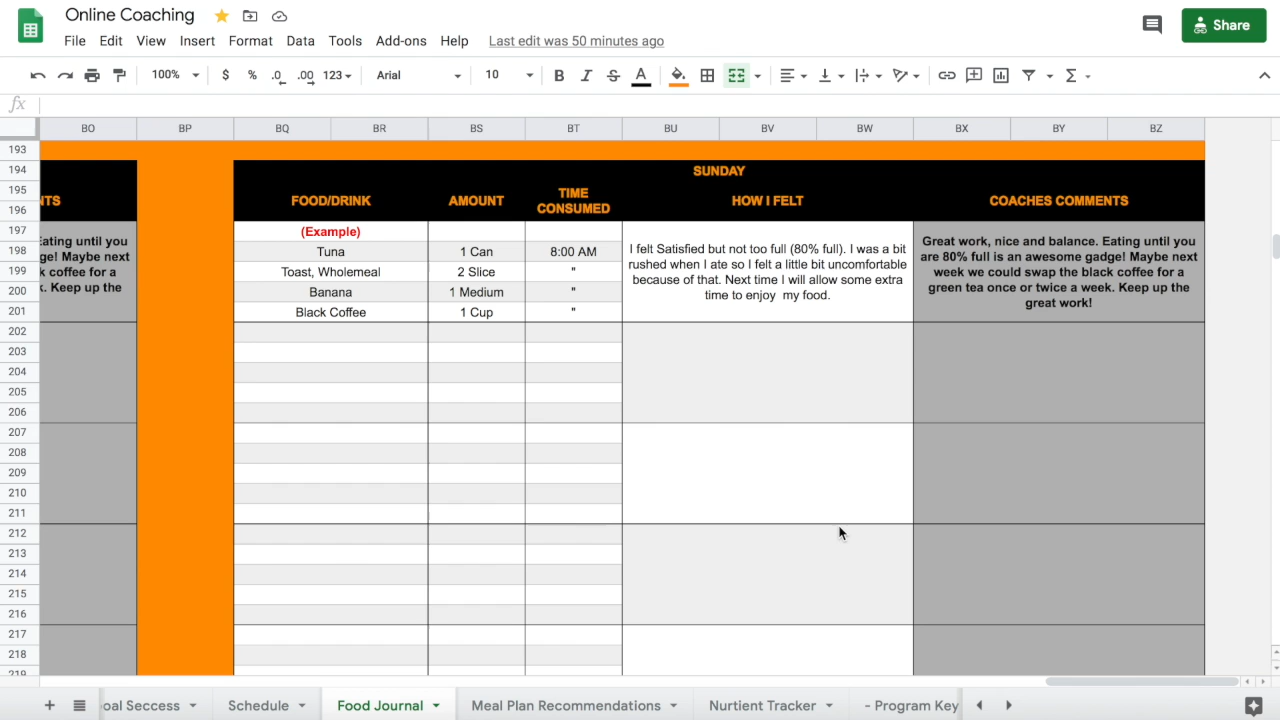 Online Coaching
File Edit View Insert Format Data Tools Add-ons Help Last edit was 50 minutes ago
Share
100% $ % .0 .00 123 Arial 10 B I S A Σ
fx
BO BP BQ BR BS BT BU BV BW BX BY BZ
193
194 SUNDAY
195
196
NTS FOOD/DRINK AMOUNT TIME CONSUMED HOW I FELT COACHES COMMENTS
197 (Example)
198 Tuna 1 Can 8:00 AM
199 Toast, Wholemeal 2 Slice "
200 Banana 1 Medium "
201 Black Coffee 1 Cup "
Eating until you
ge! Maybe next
k coffee for a
k. Keep up the
I felt Satisfied but not too full (80% full). I was a bit
rushed when I ate so I felt a little bit uncomfortable
because of that. Next time I will allow some extra
time to enjoy my food.
Great work, nice and balance. Eating until you
are 80% full is an awesome gadge! Maybe next
week we could swap the black coffee for a
green tea once or twice a week. Keep up the
great work!
202
203
204
205
206
207
208
209
210
211
212
213
214
215
216
217
218
219
oal Seccess Schedule Food Journal Meal Plan Recommendations Nurtient Tracker - Program Key